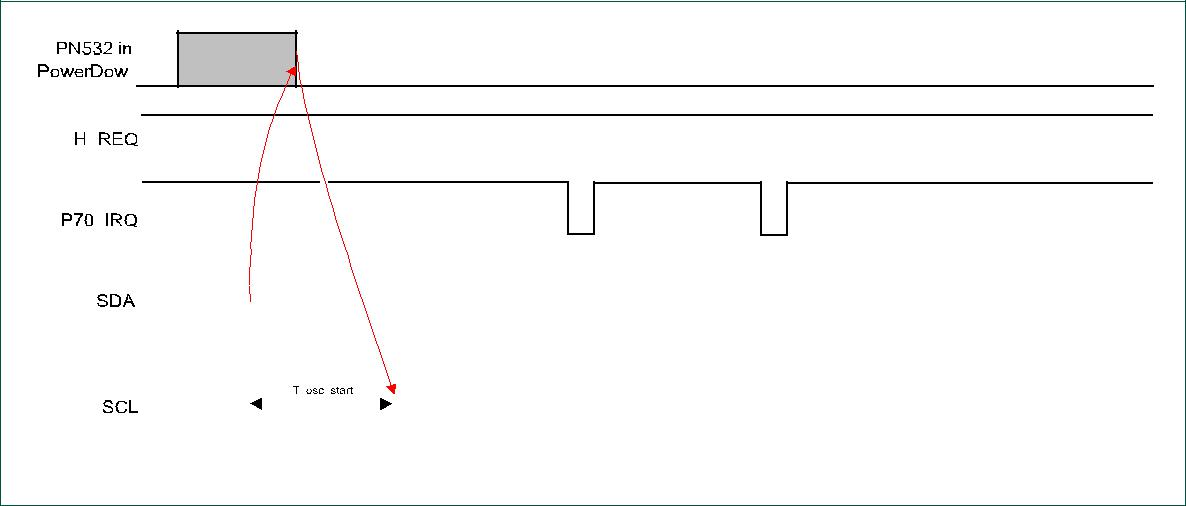 PN532 in
PowerDow
H REQ
P70 IRQ
SDA
T osc start
SCL